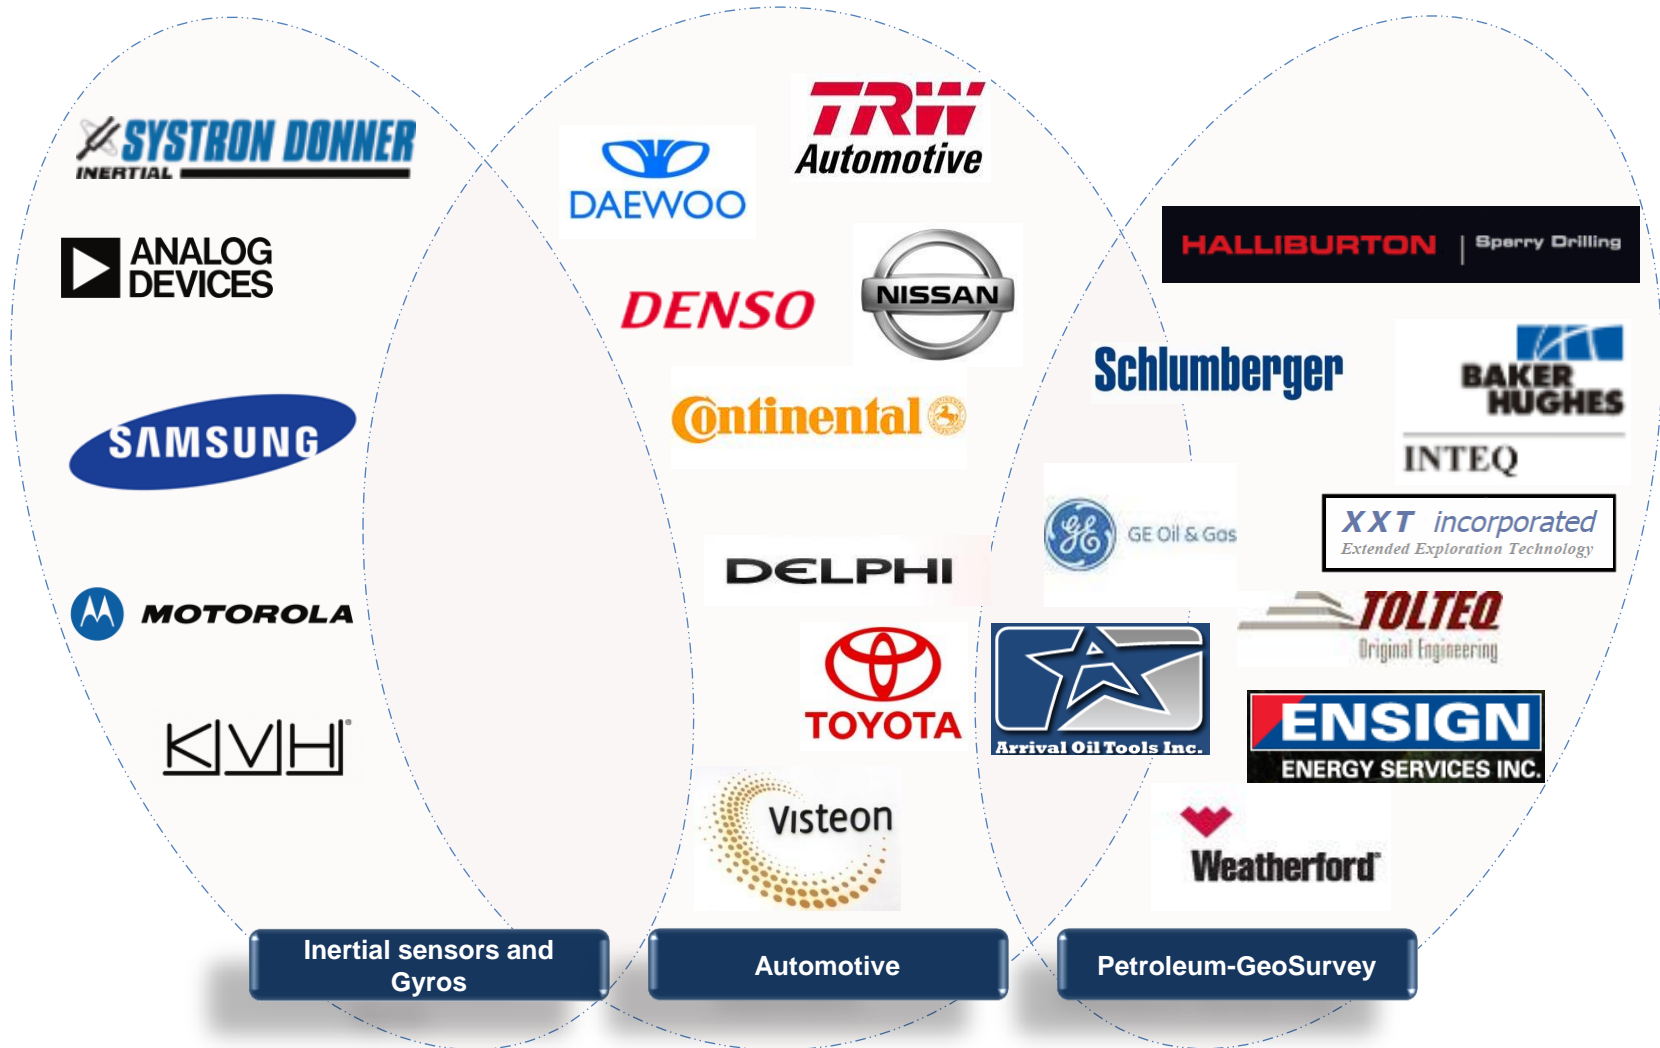 SYSTRON DONNER
INERTIAL
ANALOG
DEVICES
SAMSUNG
MOTOROLA
KVH®
TRW
Automotive
DAEWOO
NISSAN
DENSO
Continental
DELPHI
TOYOTA
Visteon
HALLIBURTON | Sperry Drilling
Schlumberger
BAKER
HUGHES
INTEQ
GE Oil & Gas
XXT incorporated
Extended Exploration Technology
TOLTEQ
Original Engineering
Arrival Oil Tools Inc.
ENSIGN
ENERGY SERVICES INC.
Weatherford
Inertial sensors and
Gyros
Automotive
Petroleum-GeoSurvey